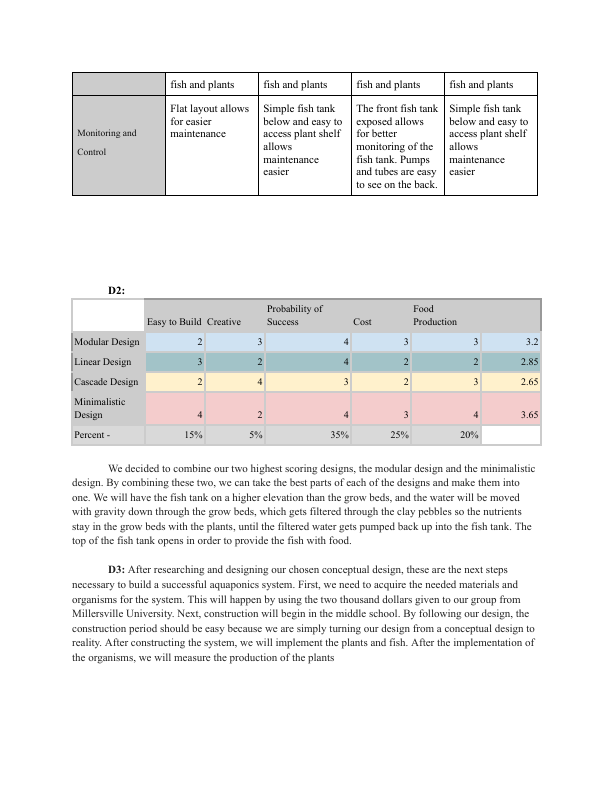 fish and plants fish and plants fish and plants fish and plants
Monitoring and
Control
Flat layout allows
for easier
maintenance
Simple fish tank
below and easy to
access plant shelf
allows
maintenance
easier
The front fish tank
exposed allows
for better
monitoring of the
fish tank. Pumps
and tubes are easy
to see on the back.
Simple fish tank
below and easy to
access plant shelf
allows
maintenance
easier
D2:
Easy to Build Creative Probability of Success Cost Food Production
Modular Design 2 3 4 3 3 3.2
Linear Design 3 2 4 2 2 2.85
Cascade Design 2 4 3 2 3 2.65
Minimalistic
Design 4 2 4 3 4 3.65
Percent - 15% 5% 35% 25% 20%
We decided to combine our two highest scoring designs, the modular design and the minimalistic
design. By combining these two, we can take the best parts of each of the designs and make them into
one. We will have the fish tank on a higher elevation than the grow beds, and the water will be moved
with gravity down through the grow beds, which gets filtered through the clay pebbles so the nutrients
stay in the grow beds with the plants, until the filtered water gets pumped back up into the fish tank. The
top of the fish tank opens in order to provide the fish with food.
D3: After researching and designing our chosen conceptual design, these are the next steps
necessary to build a successful aquaponics system. First, we need to acquire the needed materials and
organisms for the system. This will happen by using the two thousand dollars given to our group from
Millersville University. Next, construction will begin in the middle school. By following our design, the
construction period should be easy because we are simply turning our design from a conceptual design to
reality. After constructing the system, we will implement the plants and fish. After the implementation of
the organisms, we will measure the production of the plants